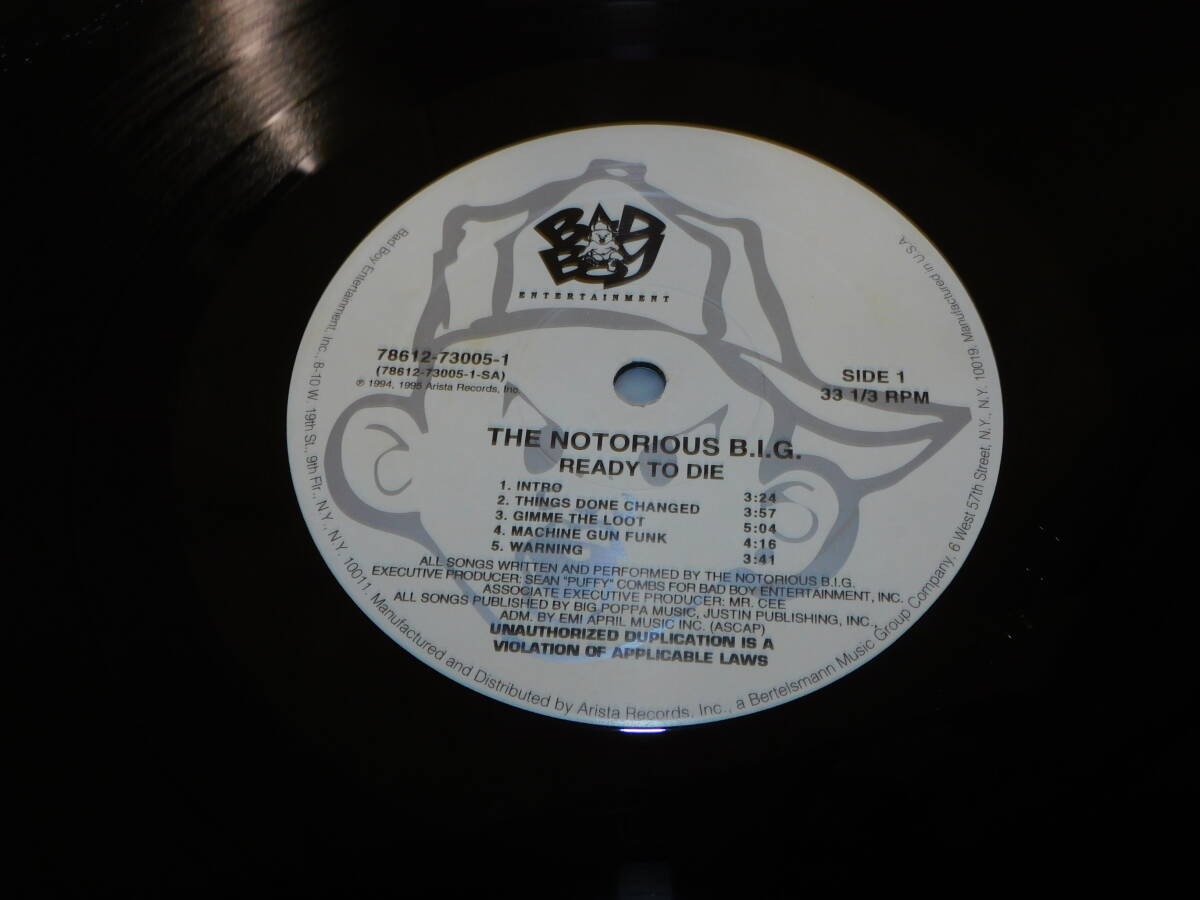 BAD BOY
ENTERTAINMENT
78612-73005-1
(78612-73005-1-SA)
℗ 1994, 1995 Arista Records, Inc
SIDE 1
33 1/3 RPM
THE NOTORIOUS B.I.G.
READY TO DIE
1. INTRO 3:24
2. THINGS DONE CHANGED 3:57
3. GIMME THE LOOT 5:04
4. MACHINE GUN FUNK 4:16
5. WARNING 3:41
ALL SONGS WRITTEN AND PERFORMED BY THE NOTORIOUS B.I.G.
EXECUTIVE PRODUCER: SEAN "PUFFY" COMBS FOR BAD BOY ENTERTAINMENT, INC.
ASSOCIATE EXECUTIVE PRODUCER: MR. CEE
ALL SONGS PUBLISHED BY BIG POPPA MUSIC, JUSTIN PUBLISHING, INC.,
ADM. BY EMI APRIL MUSIC INC. (ASCAP)
UNAUTHORIZED DUPLICATION IS A
VIOLATION OF APPLICABLE LAWS
Bad Boy Entertainment, Inc., 8-10 W. 19th St., 9th Flr., N.Y., N.Y. 10011. Manufactured and Distributed by Arista Records, Inc., a Bertelsmann Music Group Company, 6 West 57th Street, N.Y., N.Y. 10019. Manufactured in U.S.A.